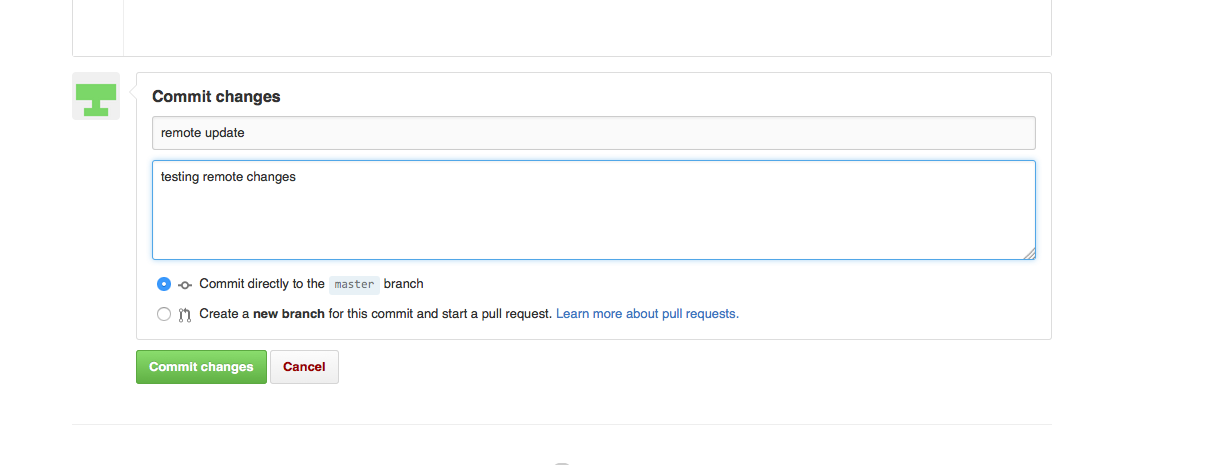 Commit changes
remote update
testing remote changes
Commit directly to the master branch
Create a new branch for this commit and start a pull request. Learn more about pull requests.
Commit changes Cancel